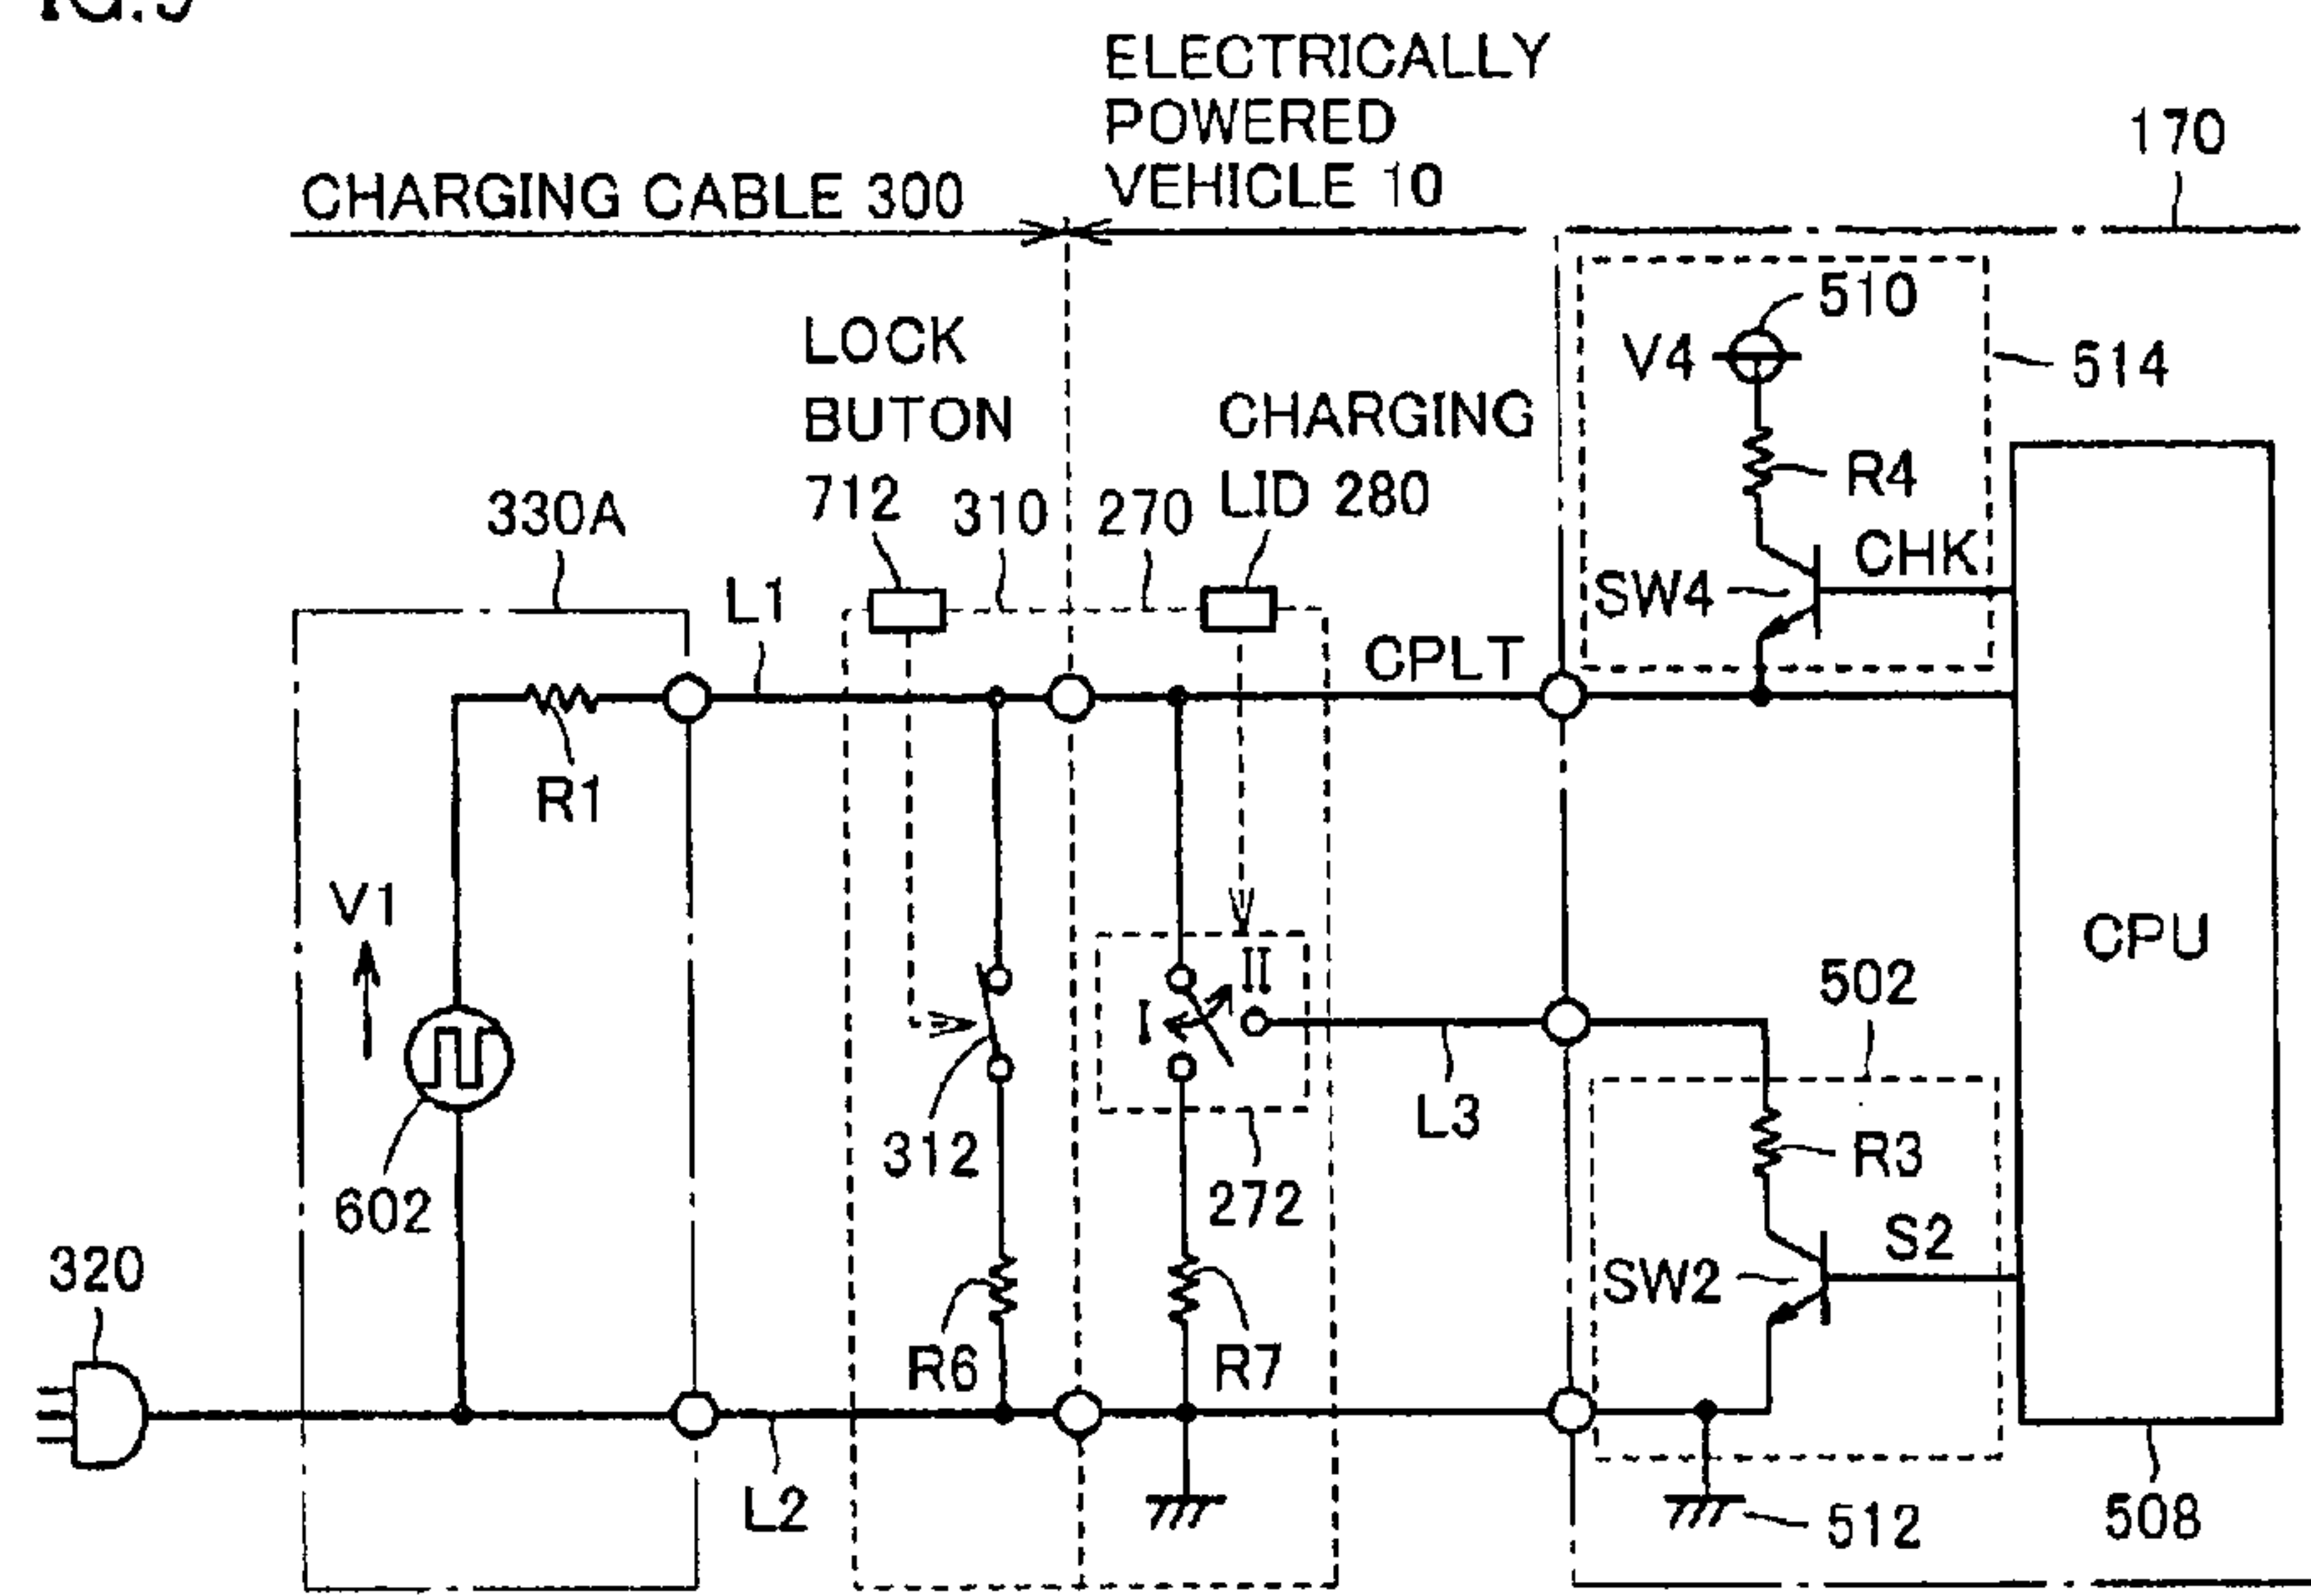 ELECTRICALLY
POWERED
VEHICLE 10
CHARGING CABLE 300
170
510
V4
514
LOCK
BUTON
712
CHARGING
LID 280
R4
330A
310
270
CHK
SW4
L1
CPLT
R1
V1
CPU
I
II
502
312
L3
R3
602
272
S2
SW2
320
R6
R7
L2
512
508